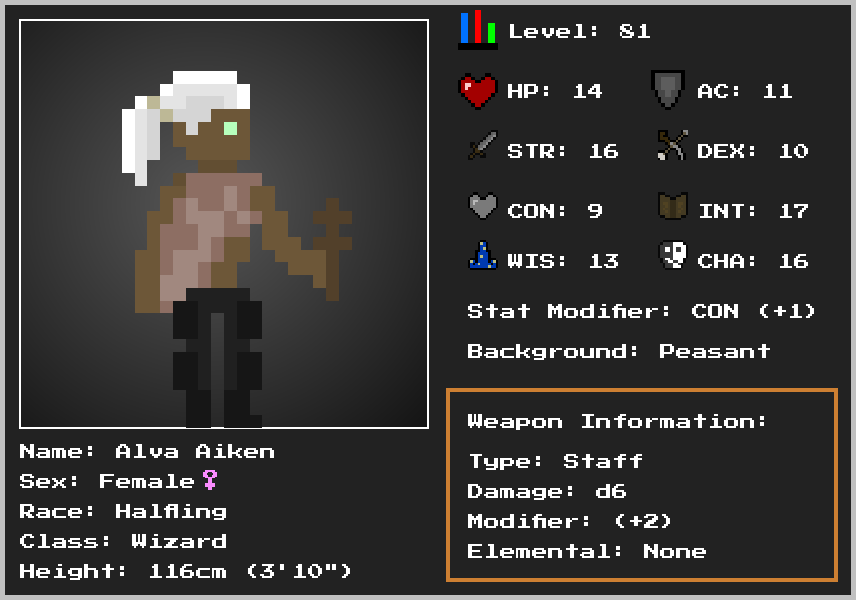 Level: 81
HP: 14
AC: 11
STR: 16
DEX: 10
CON: 9
INT: 17
WIS: 13
CHA: 16
Stat Modifier: CON (+1)
Background: Peasant
Weapon Information:
Type: Staff
Damage: d6
Modifier: (+2)
Elemental: None
Name: Alva Aiken
Sex: Female♀
Race: Halfling
Class: Wizard
Height: 116cm (3'10")